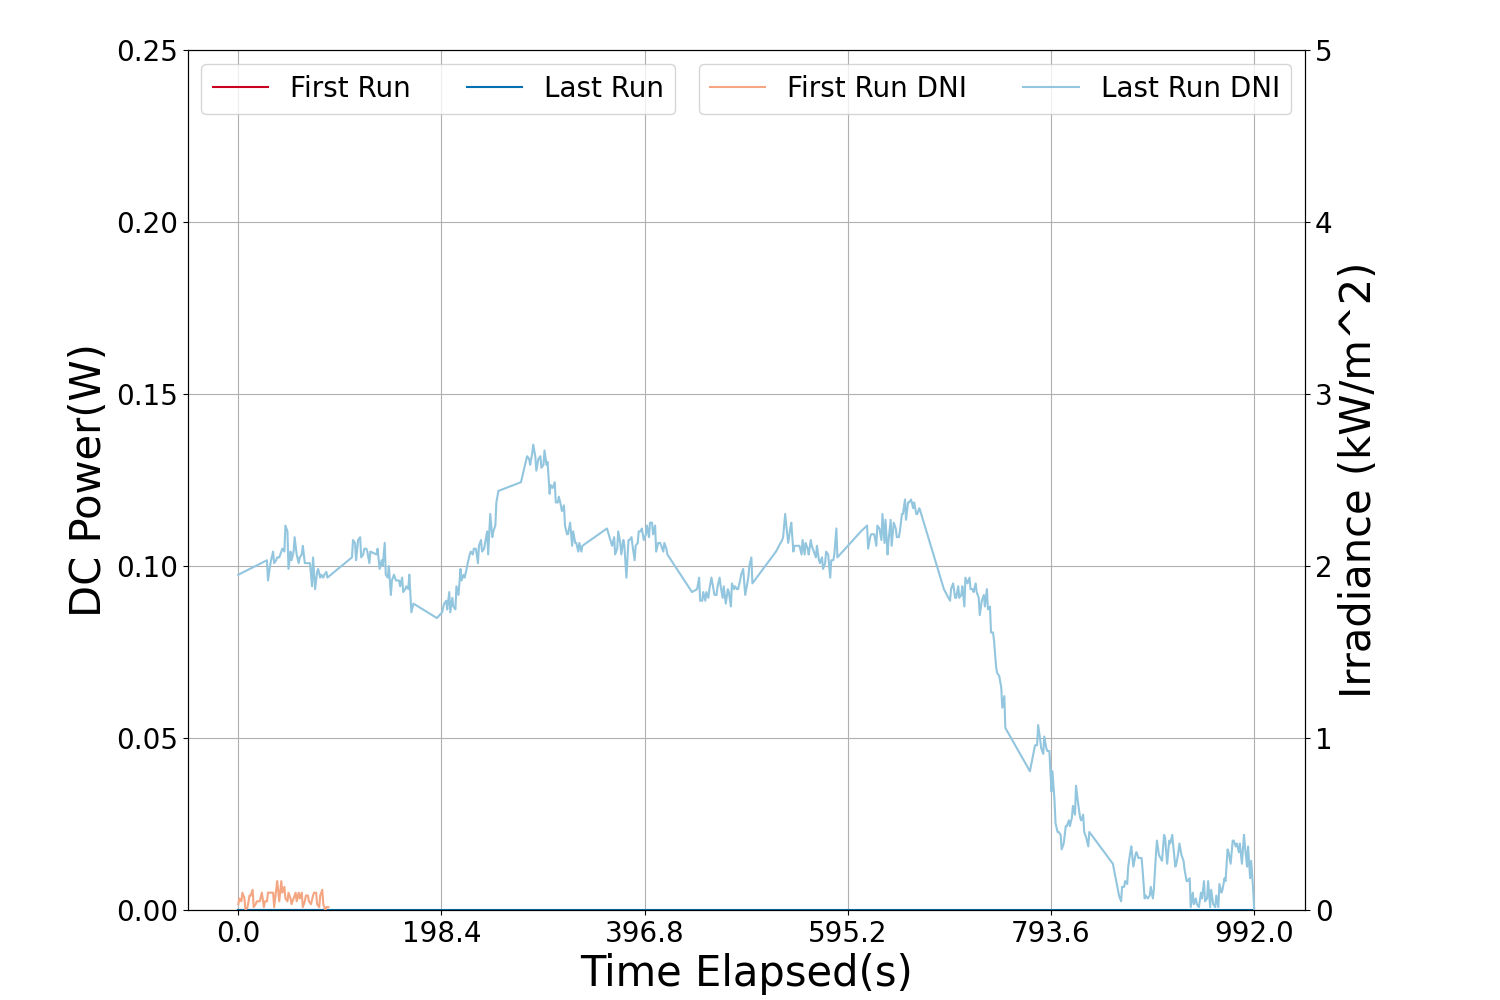 First Run
Last Run
First Run DNI
Last Run DNI
0.25
0.20
0.15
0.10
0.05
0.00
DC Power(W)
5
4
3
2
1
0
Irradiance (kW/m^2)
0.0
198.4
396.8
595.2
793.6
992.0
Time Elapsed(s)